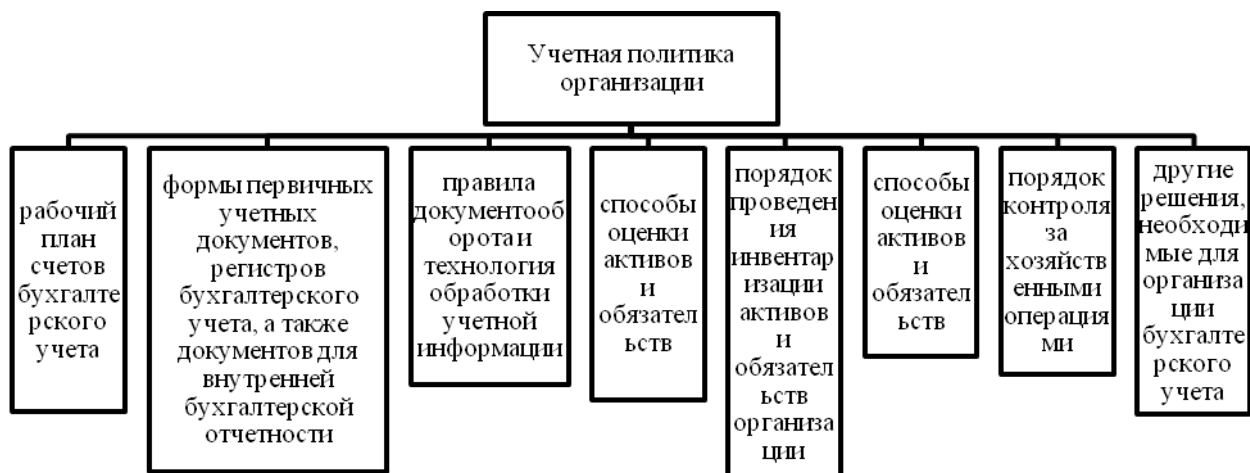 Учетная политика
организации
рабочий
план
счетов
бухгалте
рского
учета
формы первичных
учетных
документов,
регистров
бухгалтерского
учета, а также
документов для
внутренней
бухгалтерской
отчетности
правила
документооб
орота и
технология
обработки
учетной
информации
способы
оценки
активов
и
обязател
ьств
порядок
проведен
ия
инвентар
изации
активов
и
обязател
ьств
организа
ции
способы
оценки
активов
и
обязател
ьств
порядок
контроля
за
хозяйств
енными
операция
ми
другие
решения,
необходи
мые для
организа
ции
бухгалте
рского
учета